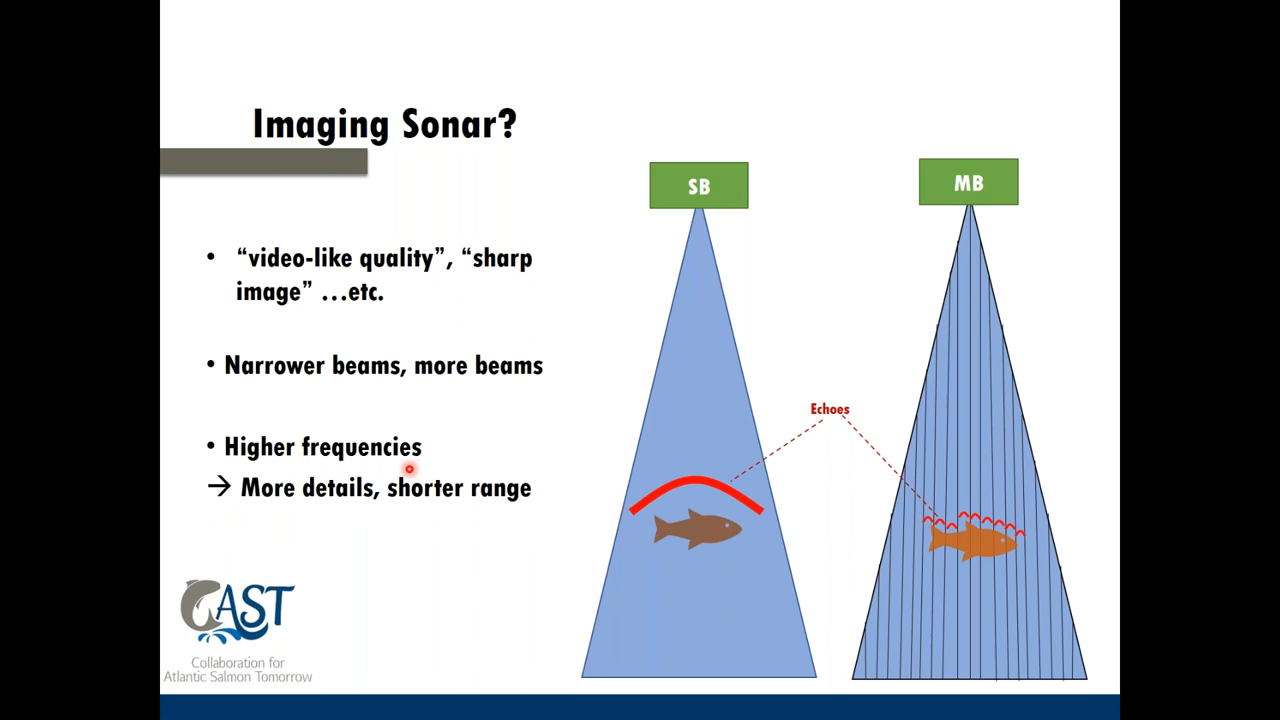 Imaging Sonar?
SB
MB
• “video-like quality”, “sharp
image” ...etc.
• Narrower beams, more beams
Echoes
• Higher frequencies
→ More details, shorter range
CAST
Collaboration for
Atlantic Salmon Tomorrow